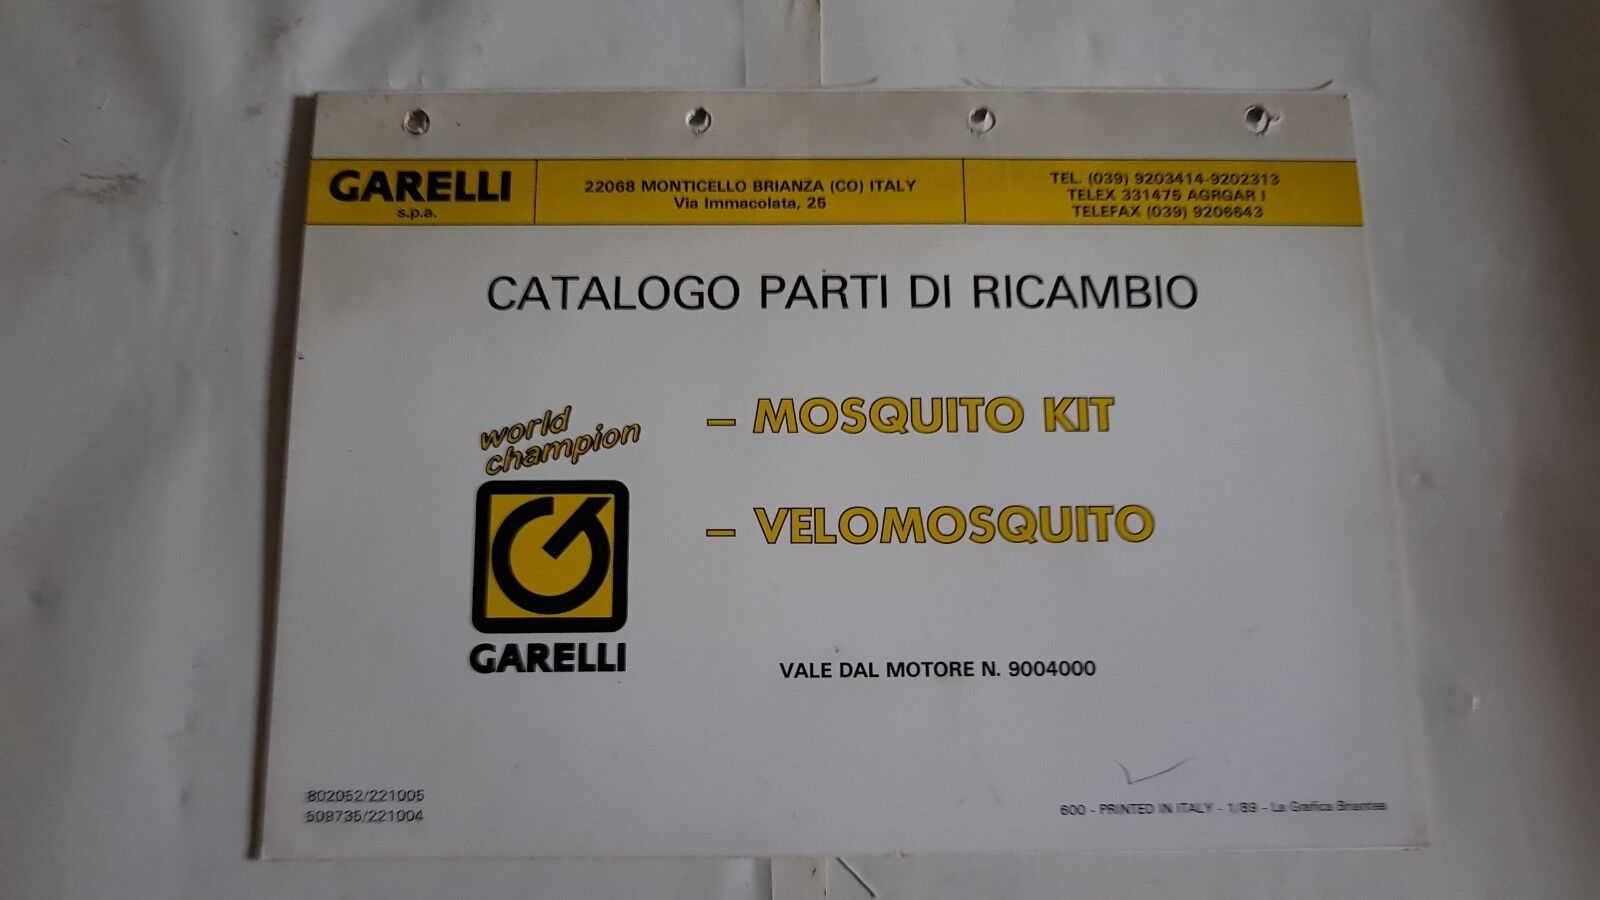 GARELLI
s.p.a.
22068 MONTICELLO BRIANZA (CO) ITALY
Via Immacolata, 25
TEL. (039) 9203414-9202313
TELEX 331475 AGRGAR I
TELEFAX (039) 9206643
CATALOGO PARTI DI RICAMBIO
world
champion
– MOSQUITO KIT
– VELOMOSQUITO
GARELLI
VALE DAL MOTORE N. 9004000
802052/221005
509735/221004
600 - PRINTED IN ITALY - 1/89 - La Grafica Briantea